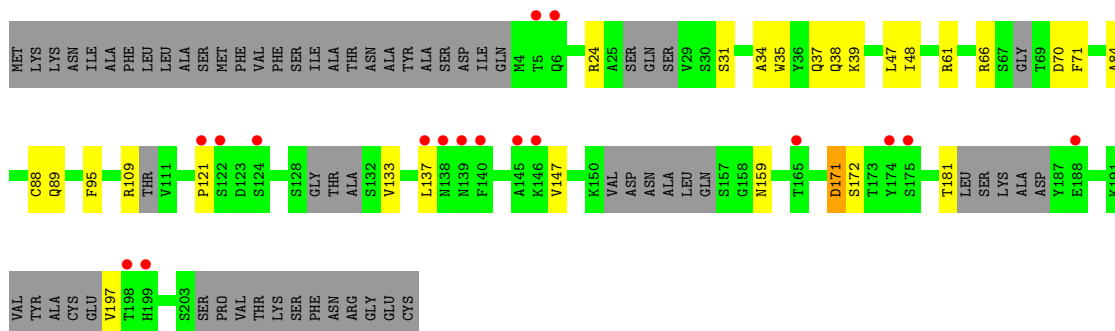 MET LYS LYS ASN ILE ALA PHE LEU LEU ALA SER MET PHE VAL PHE SER ILE ALA THR ASN ALA TYR ALA SER ASP ILE GLN M4 T5 Q6 R24 A25 SER GLN SER V29 S30 S31 A34 W35 Y36 Q37 Q38 K39 L47 I48 R61 R66 S67 GLY T69 D70 F71 A84
C88 Q89 F95 R109 THR V111 P121 S122 D123 S124 S128 GLY THR ALA S132 V133 L137 N138 N139 F140 A145 K146 V147 K150 VAL ASP ASN ALA LEU GLN S157 G158 N159 T165 D171 S172 T173 Y174 S175 T181 LEU SER LYS ALA ASP Y187 E188 K191
VAL TYR ALA CYS GLU V197 T198 H199 S203 SER PRO VAL THR LYS SER PHE ASN ARG GLY GLU CYS